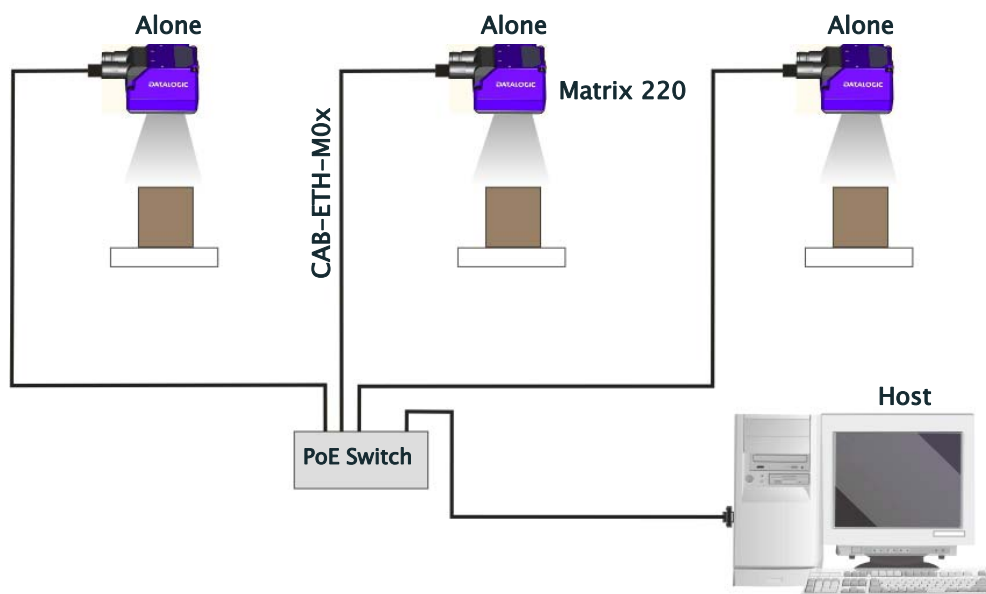 Alone
Alone
Alone
DATALOGIC
DATALOGIC
Matrix 220
DATALOGIC
CAB-ETH-M0x
Host
PoE Switch